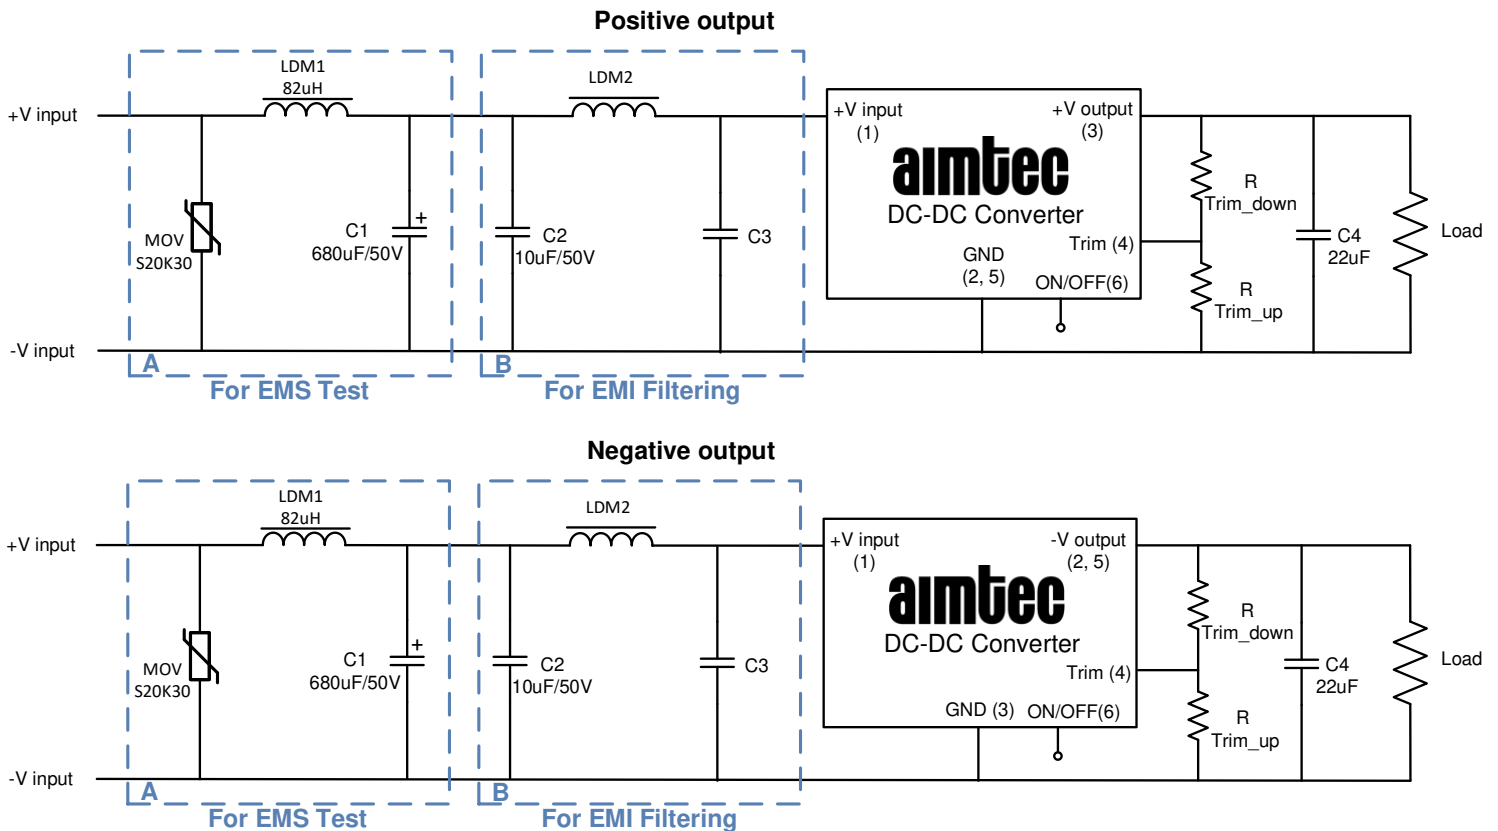 Positive output
LDM1
82uH
LDM2
+V input
+V input
(1)
+V output
(3)
aimtec
DC-DC Converter
R
Trim_down
MOV
S20K30
C1
680uF/50V
+
C2
10uF/50V
C3
Trim (4)
GND
(2, 5)
ON/OFF(6)
R
Trim_up
C4
22uF
Load
-V input
A
For EMS Test
B
For EMI Filtering
Negative output
LDM1
82uH
LDM2
+V input
+V input
(1)
-V output
(2, 5)
aimtec
DC-DC Converter
R
Trim_down
MOV
S20K30
C1
680uF/50V
+
C2
10uF/50V
C3
Trim (4)
GND (3)
ON/OFF(6)
R
Trim_up
C4
22uF
Load
-V input
A
For EMS Test
B
For EMI Filtering